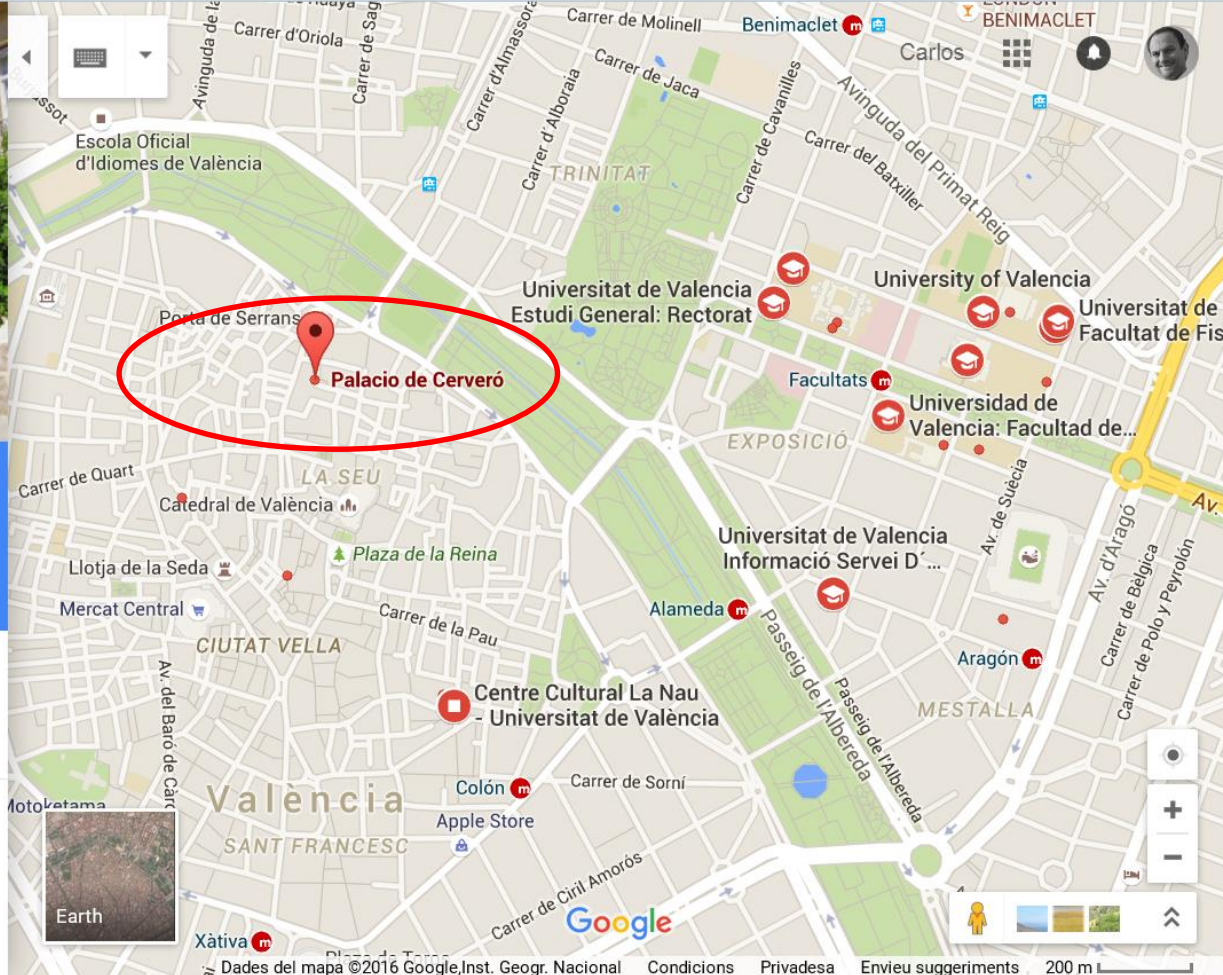 Carrer de Molinell
Benimaclet
BENIMACLET
Carrer d'Oriola
Carlos
Carrer de Jaca
Carrer d'Almassora
Carrer d'Alboraia
Carrer de Cavanilles
Avinguda del Primat Reig
Carrer del Batxiller
Escola Oficial
d'Idiomes de València
TRINITAT
Universitat de Valencia
Estudi General: Rectorat
University of Valencia
Universitat de
Facultat de Fis
Porta de Serrans
Palacio de Cerveró
Facultats
Universidad de
Valencia: Facultad de...
EXPOSICIÓ
Carrer de Quart
LA SEU
Catedral de València
Av. de Suècia
Av.
Av. d'Aragó
Plaza de la Reina
Universitat de Valencia
Informació Servei D´...
Llotja de la Seda
Mercat Central
Carrer de la Pau
Alameda
Carrer de Bèlgica
Carrer de Polo y Peyrolón
CIUTAT VELLA
Passeig de l'Albereda
Passeig de l'Albereda
Aragón
Av. del Baró de Càrc
Centre Cultural La Nau
- Universitat de València
MESTALLA
Colón
Carrer de Sorní
Motoketama
València
Apple Store
SANT FRANCESC
Carrer de Ciril Amorós
Earth
Google
Xàtiva
Dades del mapa ©2016 Google,Inst. Geogr. Nacional Condicions Privadesa Envieu suggeriments 200 m